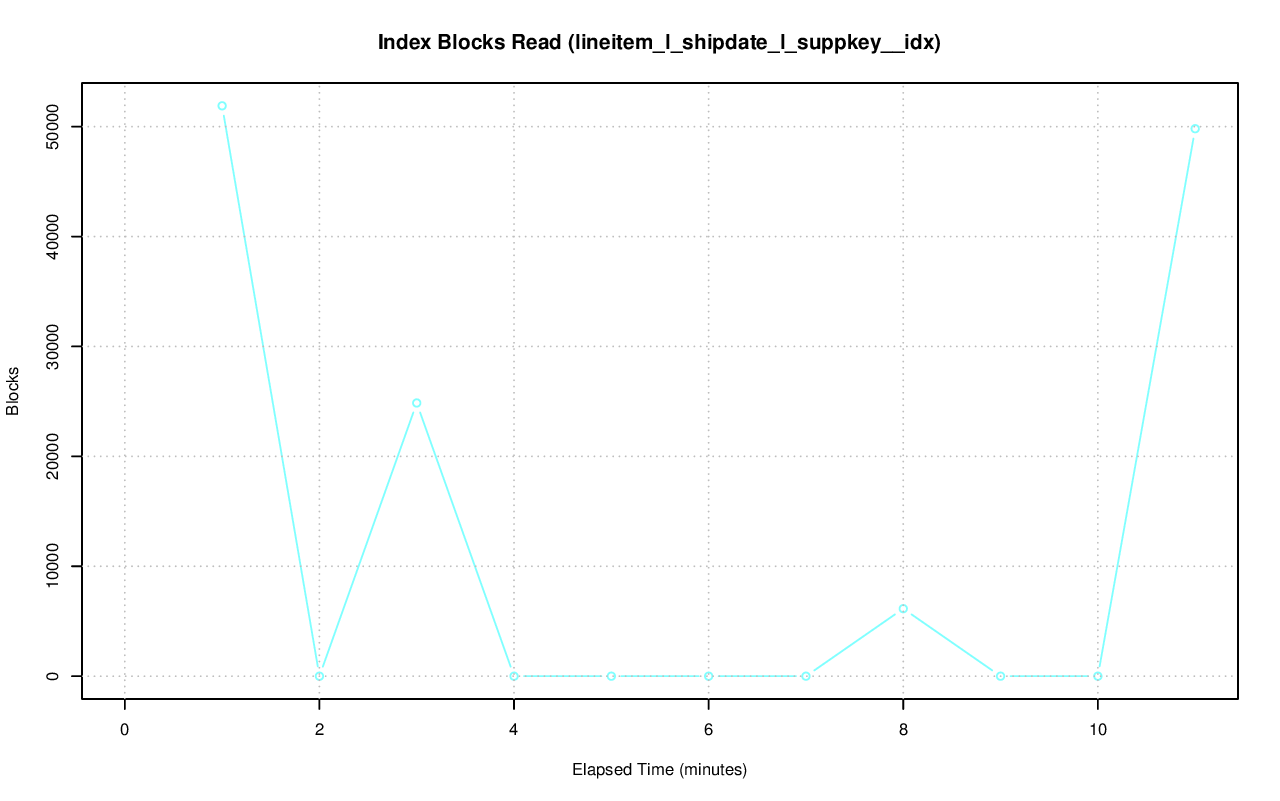 Index Blocks Read (lineitem_l_shipdate_l_suppkey__idx)
50000
40000
30000
20000
10000
0
Blocks
0 2 4 6 8 10
Elapsed Time (minutes)